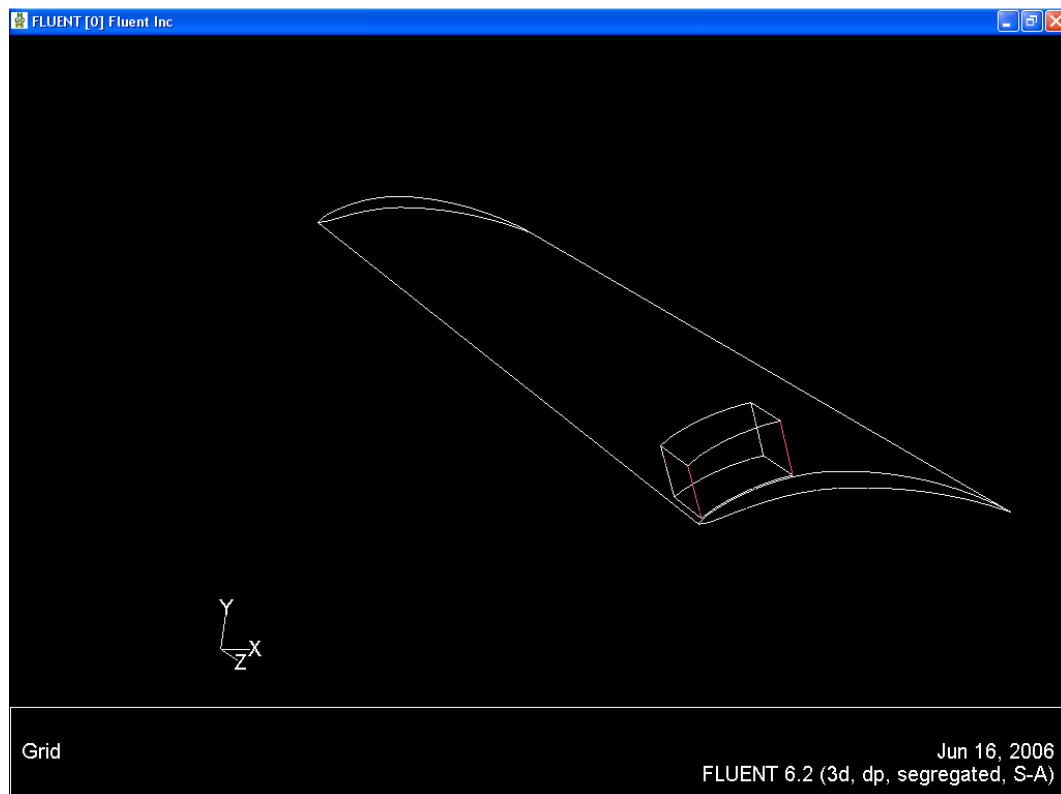 FLUENT [0] Fluent Inc
Y
X
Z
Grid
Jun 16, 2006
FLUENT 6.2 (3d, dp, segregated, S-A)